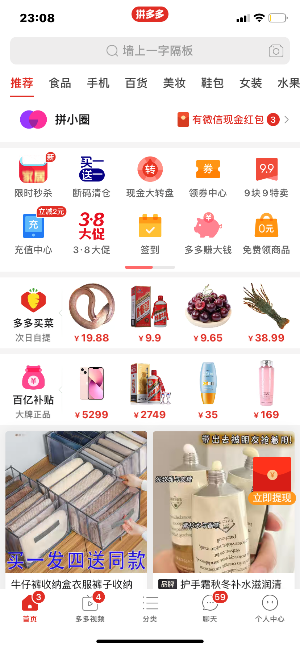 23:08
拼多多
墙上一字隔板
推荐 食品 手机 百货 美妆 鞋包 女装 水果
拼小圈
有微信现金红包 3
家居
新
买一送一
转
券
9.9
限时秒杀
断码清仓
现金大转盘
领券中心
9块9特卖
充
立减2元
3·8大促
0元
充值中心
3·8大促
签到
多多赚大钱
免费领商品
多多买菜
次日自提
¥19.88
¥9.9
¥9.65
¥38.99
百亿补贴
大牌正品
¥5299
¥2749
¥35
¥169
买一发四送同款
立即提现
牛仔裤收纳盒衣服裤子收纳
品牌 护手霜秋冬补水滋润清
3
4
59
首页
多多视频
分类
聊天
个人中心